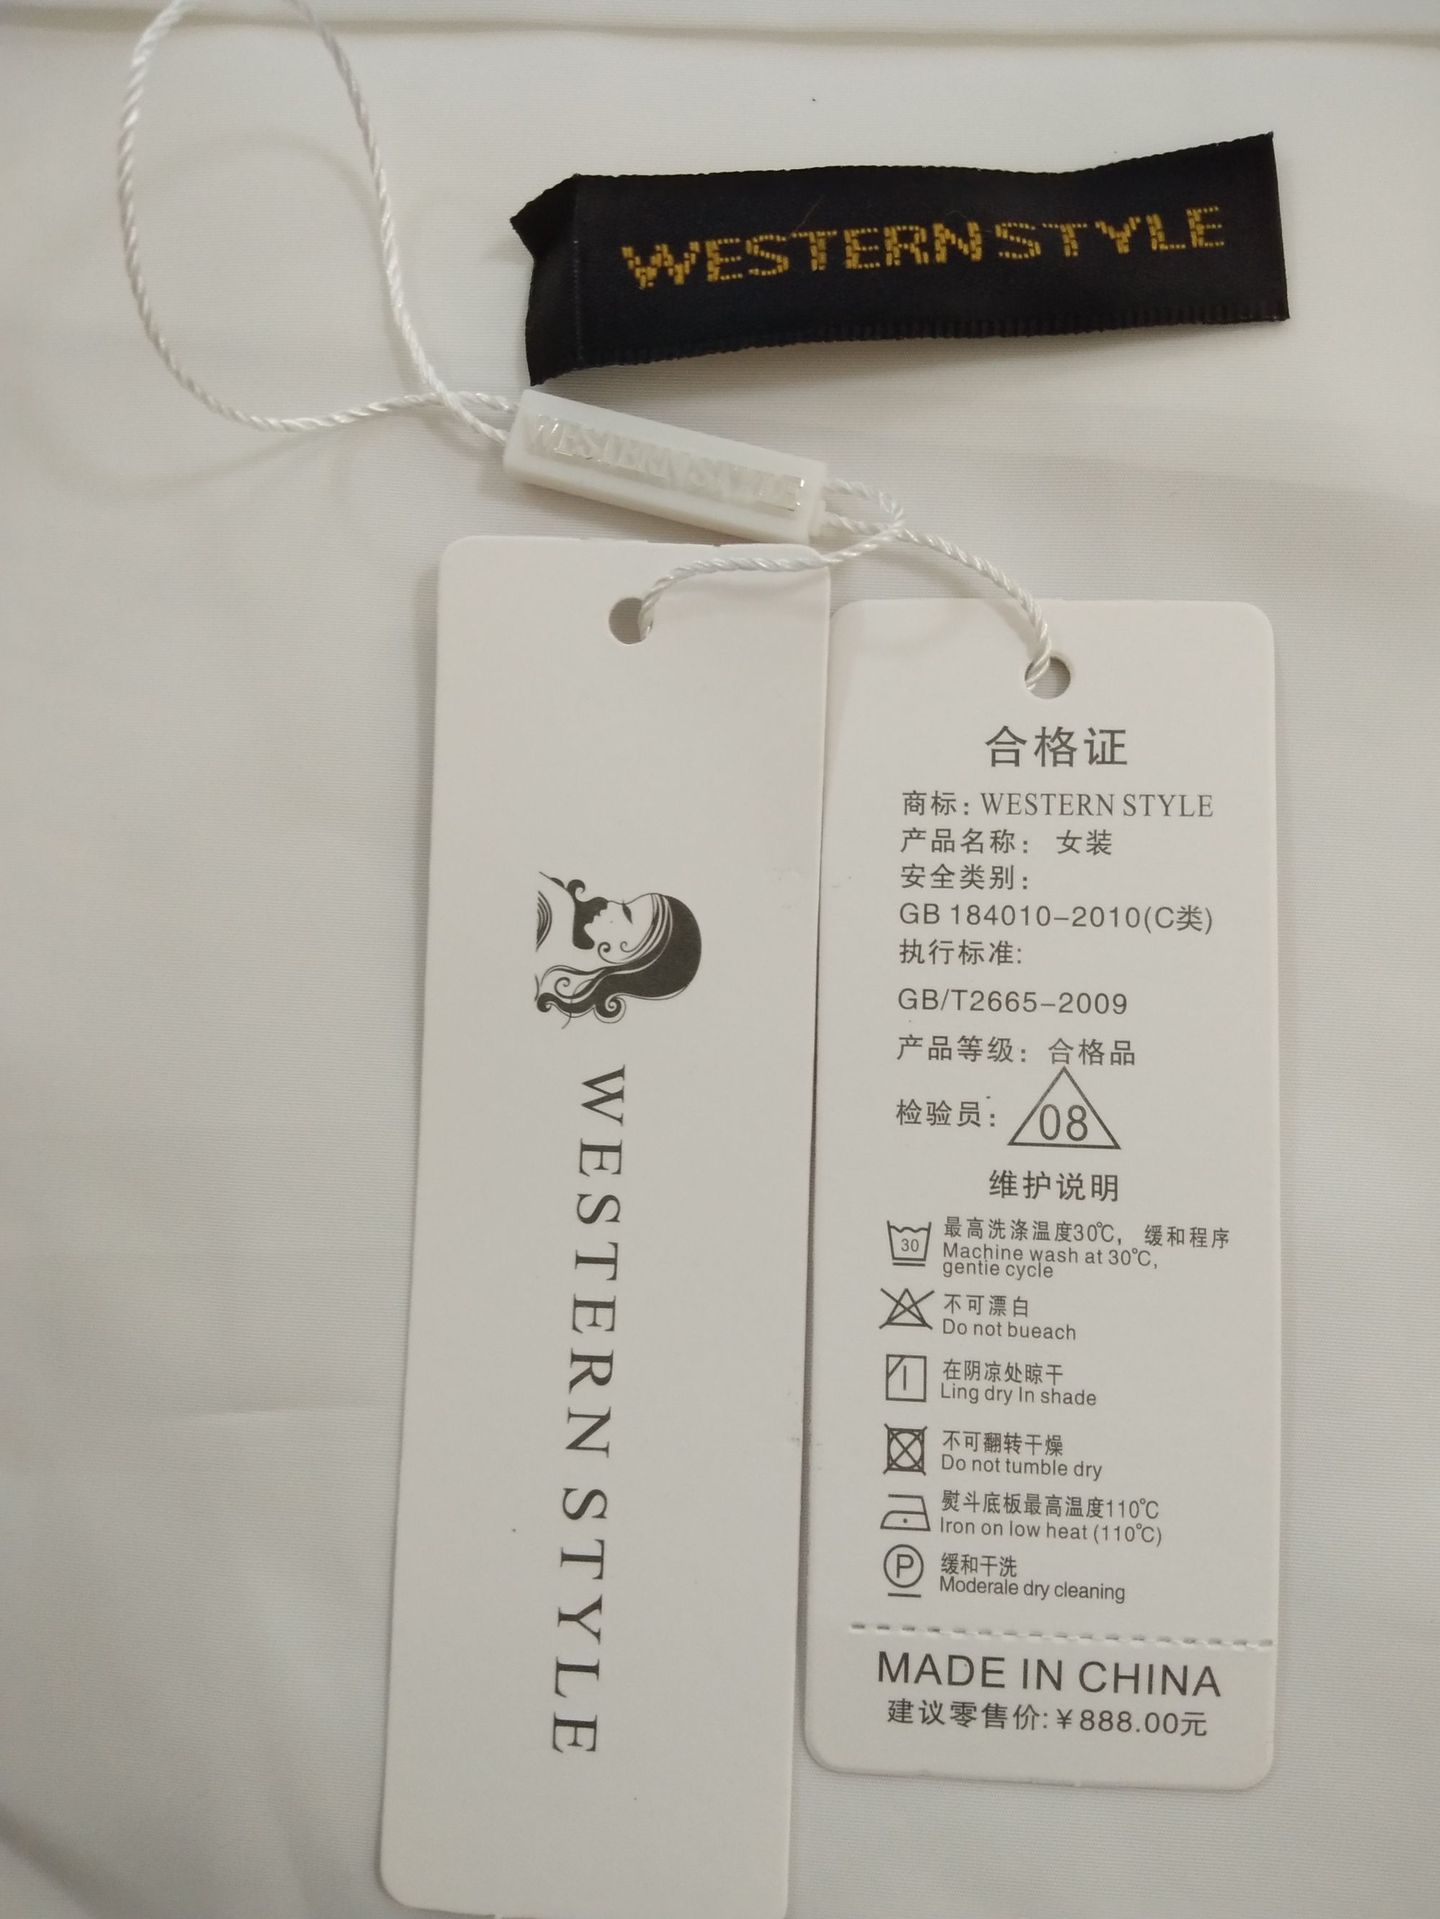 WESTERN STYLE
WESTERN STYLE
WESTERN STYLE
合格证
商标: WESTERN STYLE
产品名称: 女装
安全类别:
GB 184010-2010(C类)
执行标准:
GB/T2665-2009
产品等级: 合格品
检验员: 08
维护说明
30
最高洗涤温度30℃, 缓和程序
Machine wash at 30℃,
gentie cycle
不可漂白
Do not bueach
在阴凉处晾干
Ling dry In shade
不可翻转干燥
Do not tumble dry
熨斗底板最高温度110℃
Iron on low heat (110℃)
P
缓和干洗
Moderale dry cleaning
MADE IN CHINA
建议零售价:¥888.00元